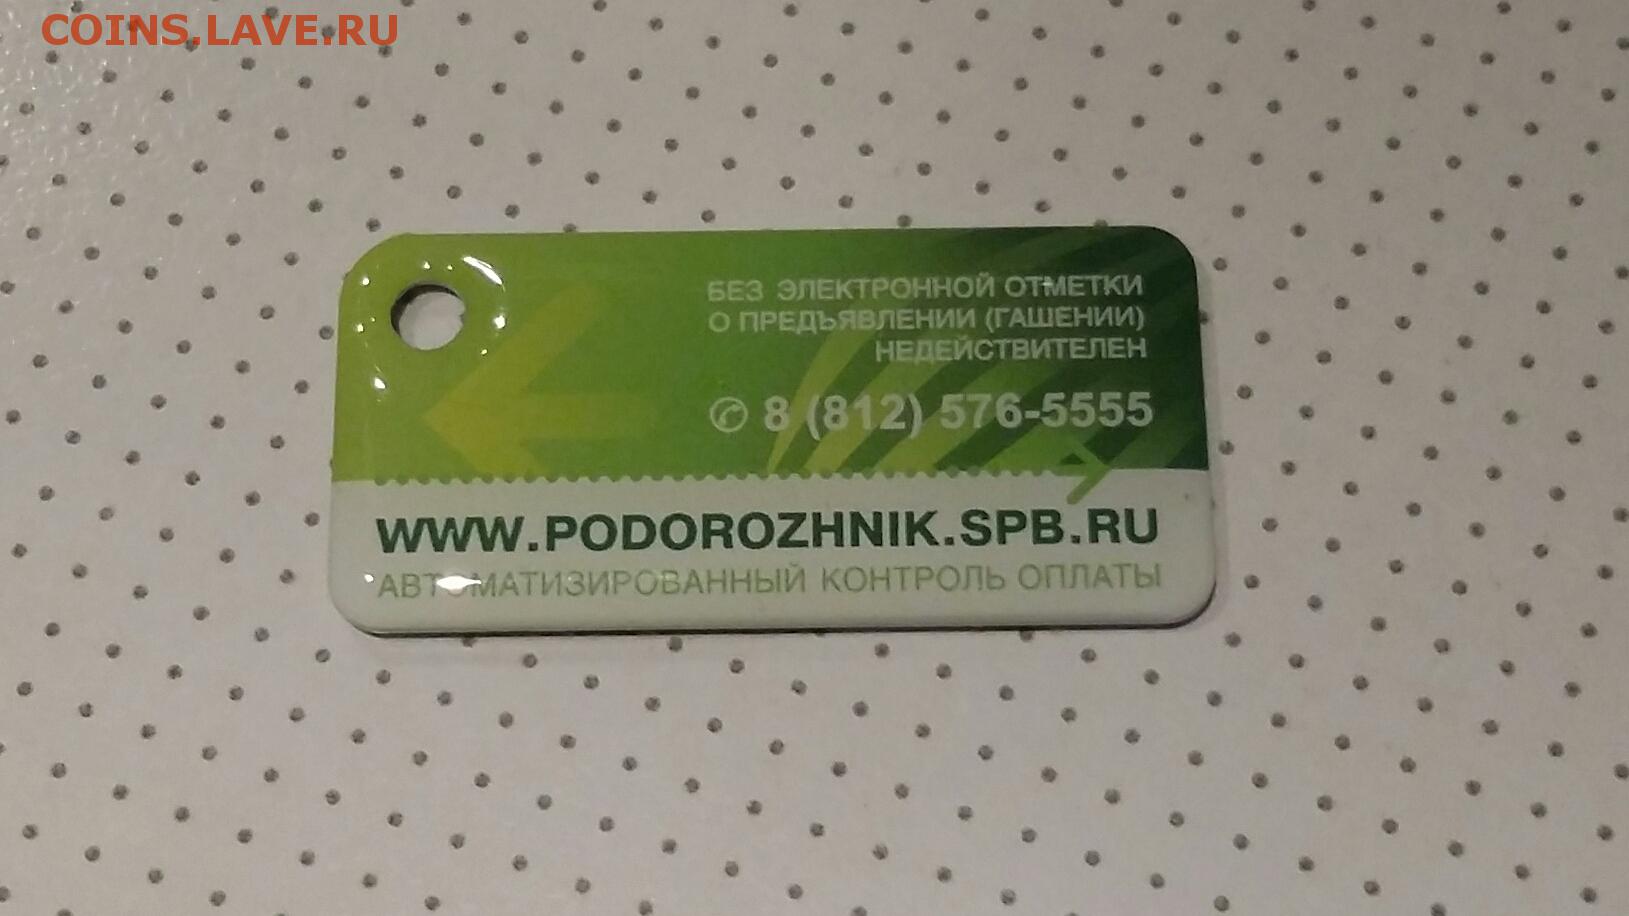 COINS.LAVE.RU
БЕЗ ЭЛЕКТРОННОЙ ОТМЕТКИ
О ПРЕДЪЯВЛЕНИИ (ГАШЕНИИ)
НЕДЕЙСТВИТЕЛЕН
✆ 8 (812) 576-5555
WWW.PODOROZHNIK.SPB.RU
АВТОМАТИЗИРОВАННЫЙ КОНТРОЛЬ ОПЛАТЫ